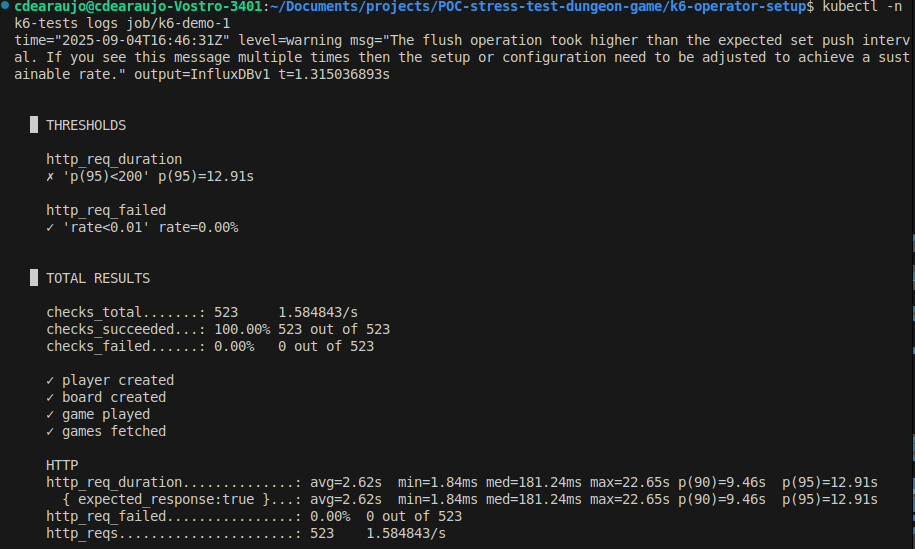 cdearaujo@cdearaujo-Vostro-3401:~/Documents/projects/POC-stress-test-dungeon-game/k6-operator-setup$ kubectl -n
k6-tests logs job/k6-demo-1
time="2025-09-04T16:46:31Z" level=warning msg="The flush operation took higher than the expected set push interv
al. If you see this message multiple times then the setup or configuration need to be adjusted to achieve a sust
ainable rate." output=InfluxDBv1 t=1.315036893s
█ THRESHOLDS
http_req_duration
✗ 'p(95)<200' p(95)=12.91s
http_req_failed
✓ 'rate<0.01' rate=0.00%
█ TOTAL RESULTS
checks_total.......: 523     1.584843/s
checks_succeeded...: 100.00% 523 out of 523
checks_failed......: 0.00%   0 out of 523
✓ player created
✓ board created
✓ game played
✓ games fetched
HTTP
http_req_duration..............: avg=2.62s  min=1.84ms med=181.24ms max=22.65s p(90)=9.46s  p(95)=12.91s
{ expected_response:true }...: avg=2.62s  min=1.84ms med=181.24ms max=22.65s p(90)=9.46s  p(95)=12.91s
http_req_failed................: 0.00%  0 out of 523
http_reqs......................: 523    1.584843/s